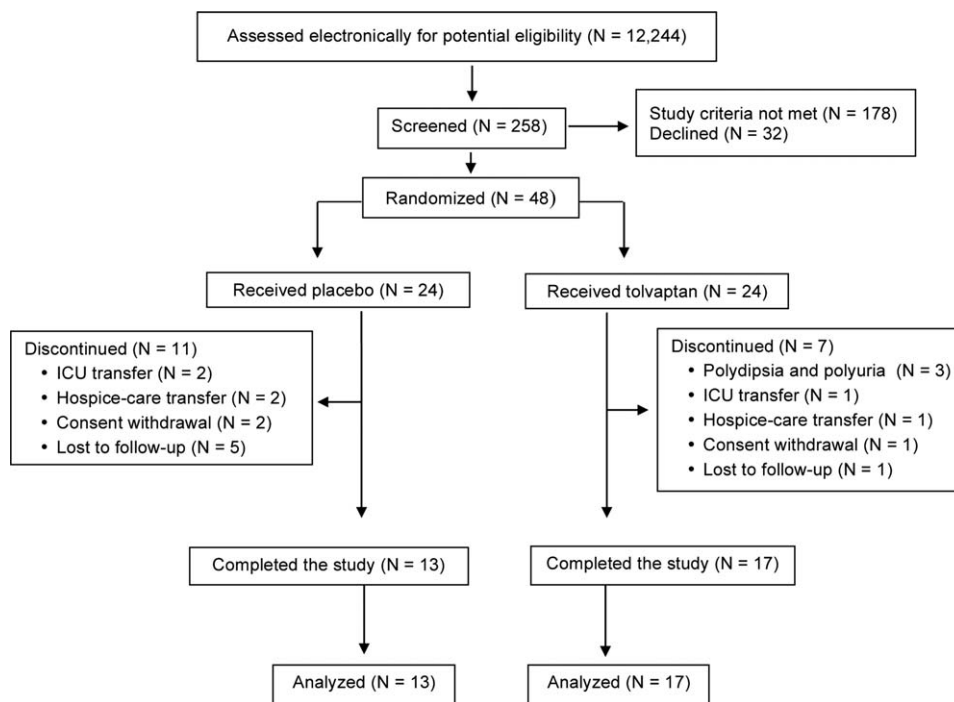 Assessed electronically for potential eligibility (N = 12,244)
Screened (N = 258)
Study criteria not met (N = 178)
Declined (N = 32)
Randomized (N = 48)
Received placebo (N = 24)
Received tolvaptan (N = 24)
Discontinued (N = 11)
• ICU transfer (N = 2)
• Hospice-care transfer (N = 2)
• Consent withdrawal (N = 2)
• Lost to follow-up (N = 5)
Discontinued (N = 7)
• Polydipsia and polyuria (N = 3)
• ICU transfer (N = 1)
• Hospice-care transfer (N = 1)
• Consent withdrawal (N = 1)
• Lost to follow-up (N = 1)
Completed the study (N = 13)
Completed the study (N = 17)
Analyzed (N = 13)
Analyzed (N = 17)